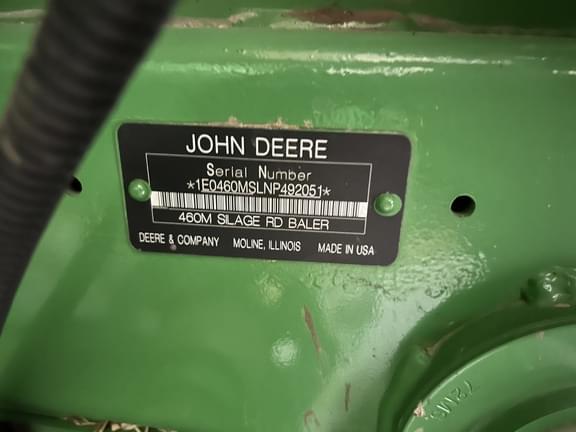 JOHN DEERE
Serial Number
*1E0460MSLNP492051*
460M SILAGE RD BALER
DEERE & COMPANY MOLINE, ILLINOIS MADE IN USA